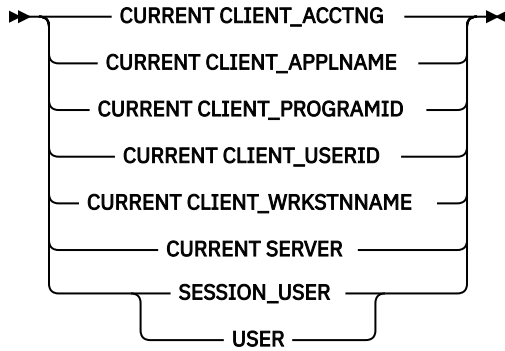 CURRENT CLIENT_ACCTNG
CURRENT CLIENT_APPLNAME
CURRENT CLIENT_PROGRAMID
CURRENT CLIENT_USERID
CURRENT CLIENT_WRKSTNNAME
CURRENT SERVER
SESSION_USER
USER